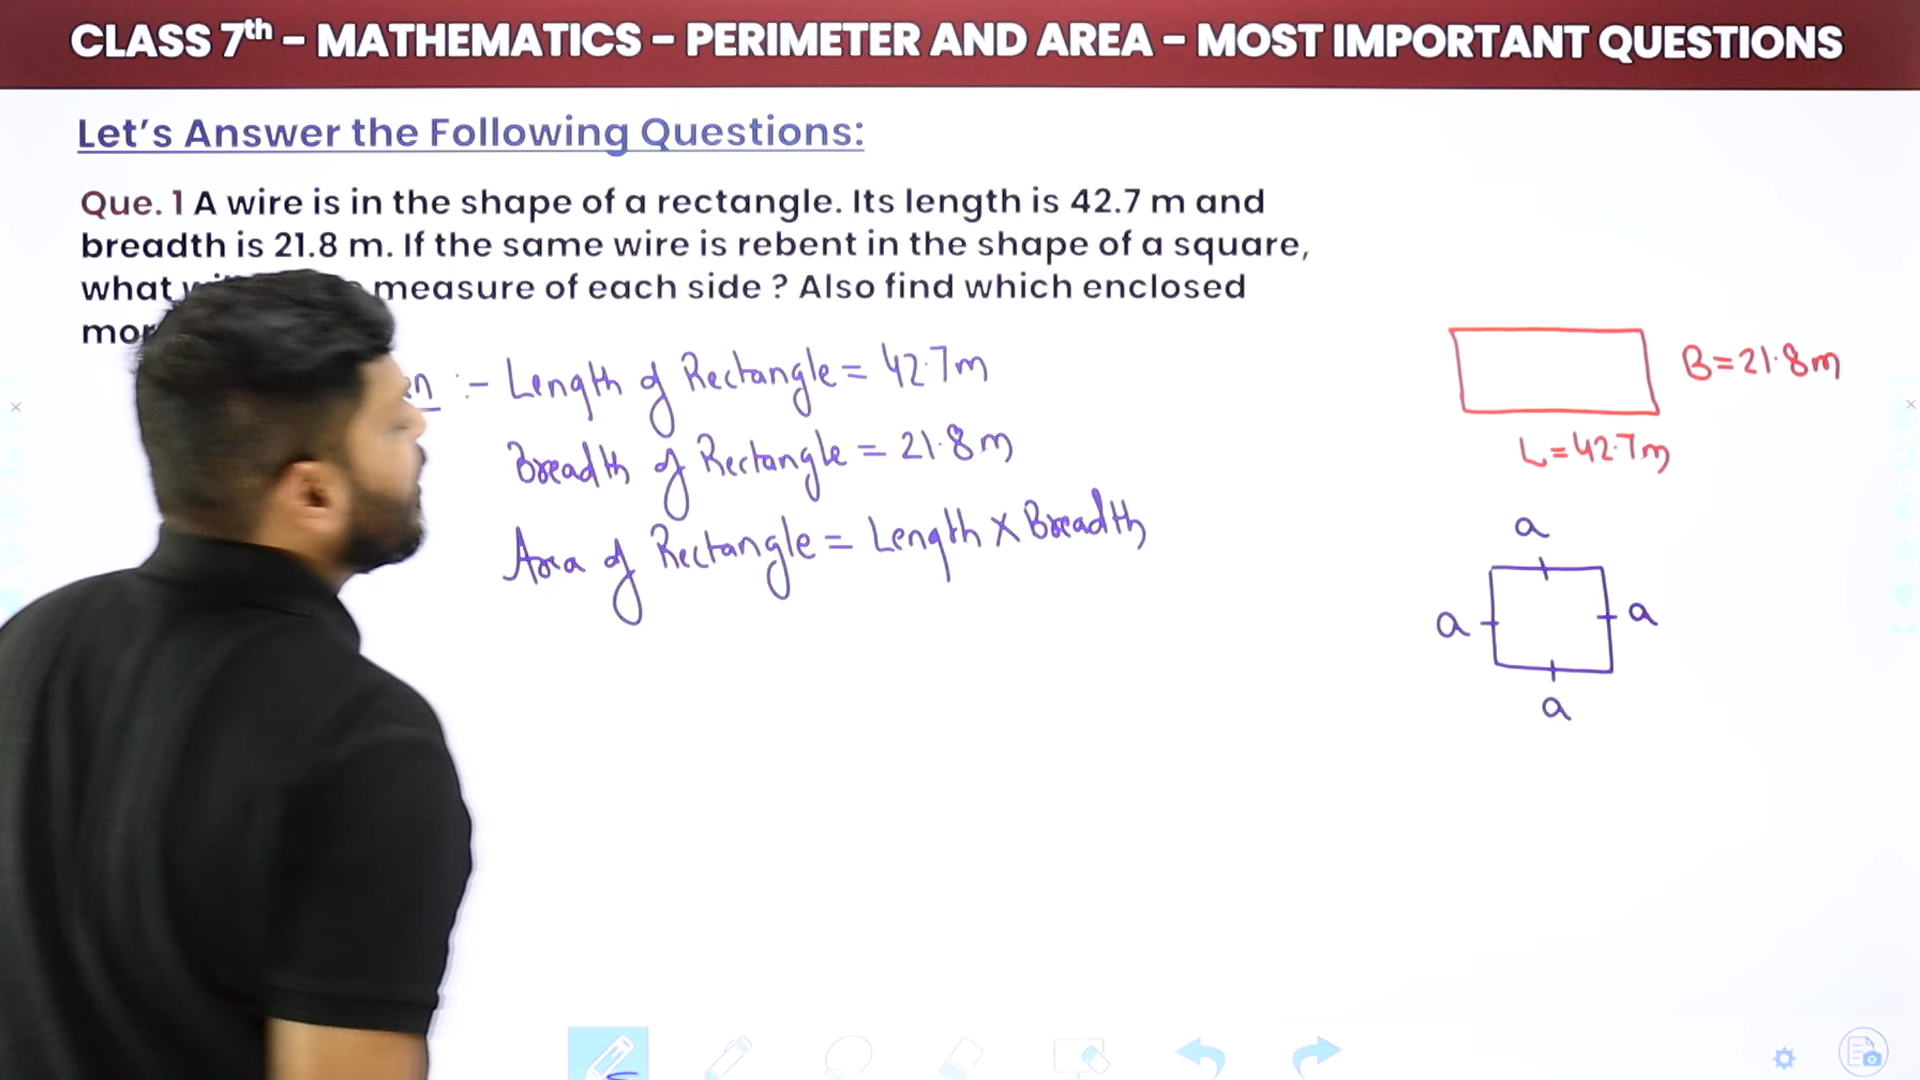 CLASS 7th – MATHEMATICS – PERIMETER AND AREA – MOST IMPORTANT QUESTIONS
Let's Answer the Following Questions:
Que. 1 A wire is in the shape of a rectangle. Its length is 42.7 m and
breadth is 21.8 m. If the same wire is rebent in the shape of a square,
what measure of each side ? Also find which enclosed
:- Length of Rectangle = 42.7m
Breadth of Rectangle = 21.8m
Area of Rectangle = Length × Breadth
B = 21.8m
L = 42.7m
a
a
a
a